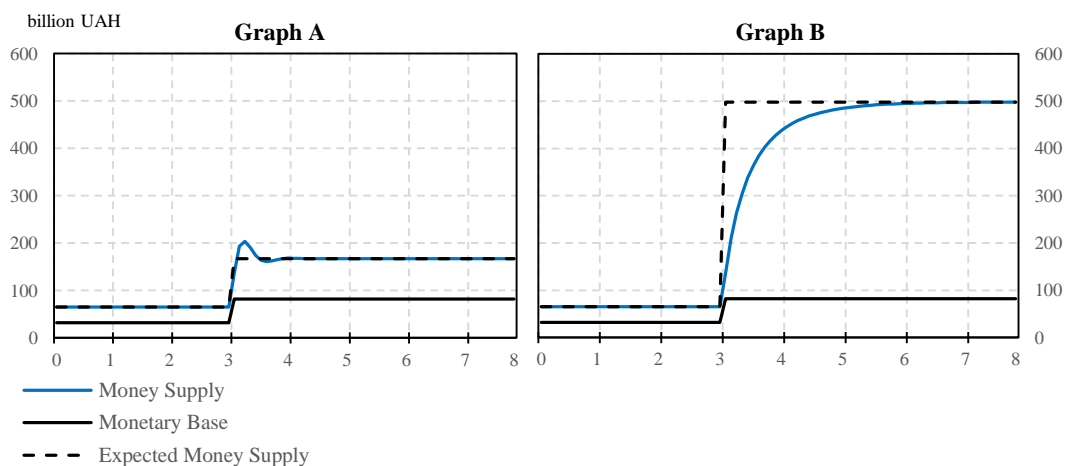 billion UAH
Graph A
Graph B
600
500
400
300
200
100
0
0 1 2 3 4 5 6 7 8
600
500
400
300
200
100
0
0 1 2 3 4 5 6 7 8
Money Supply
Monetary Base
Expected Money Supply